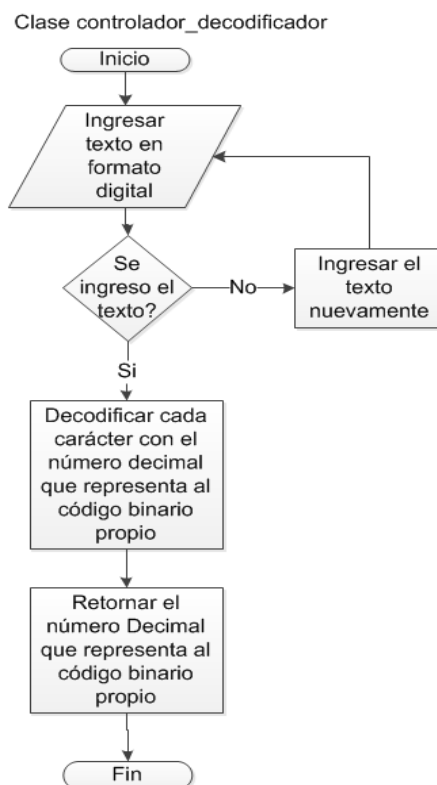 Clase controlador_decodificador
Inicio
Ingresar
texto en
formato
digital
Se
ingreso el
texto?
No
Ingresar el
texto
nuevamente
Si
Decodificar cada
carácter con el
número decimal
que representa al
código binario
propio
Retornar el
número Decimal
que representa al
código binario
propio
Fin